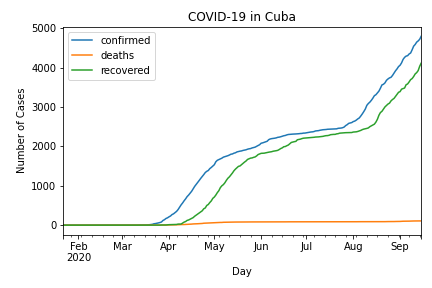 COVID-19 in Cuba
confirmed
deaths
recovered
Number of Cases
5000
4000
3000
2000
1000
0
Feb Mar Apr May Jun Jul Aug Sep
2020
Day